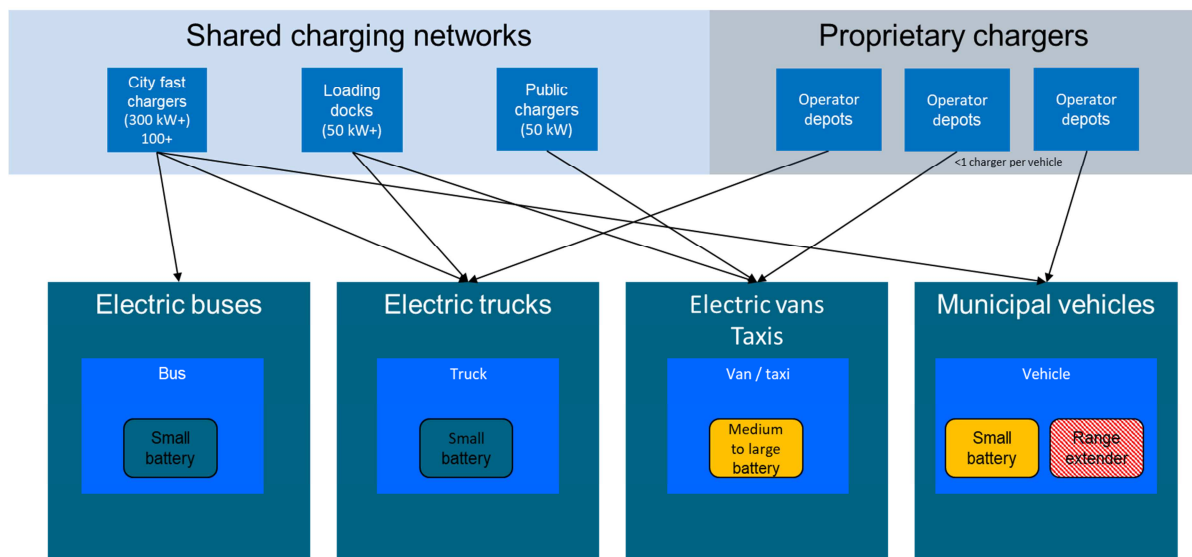 Shared charging networks
Proprietary chargers
City fast
chargers
(300 kW+)
100+
Loading
docks
(50 kW+)
Public
chargers
(50 kW)
Operator
depots
Operator
depots
Operator
depots
<1 charger per vehicle
Electric buses
Bus
Small
battery
Electric trucks
Truck
Small
battery
Electric vans
Taxis
Van / taxi
Medium
to large
battery
Municipal vehicles
Vehicle
Small
battery
Range
extender